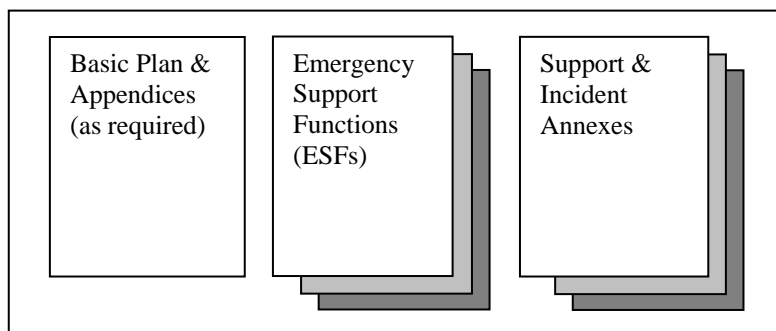 Basic Plan &
Appendices
(as required)
Emergency
Support
Functions
(ESFs)
Support &
Incident
Annexes